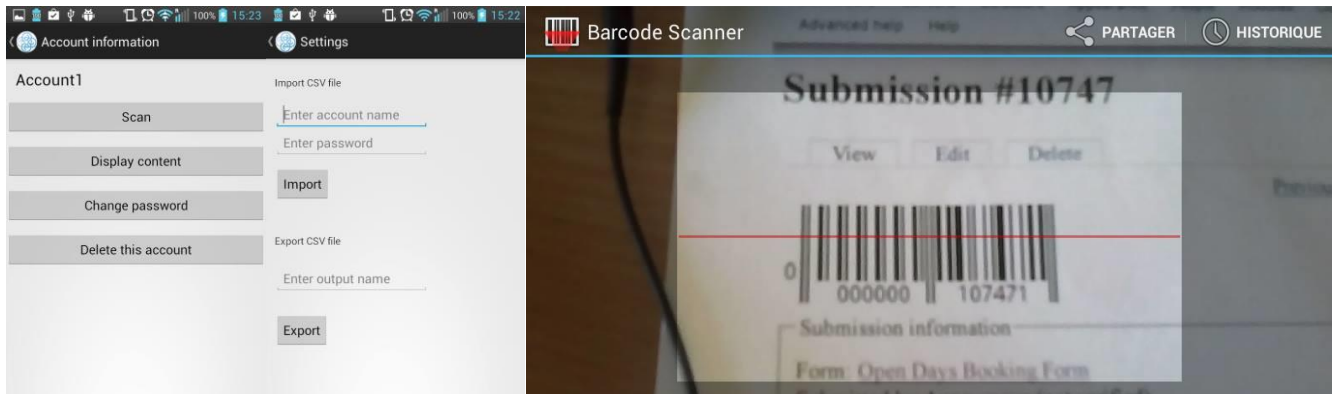 100% 15:23
Account information
Account1
Scan
Display content
Change password
Delete this account
100% 15:22
Settings
Import CSV file
Enter account name
Enter password
Import
Export CSV file
Enter output name
Export
Barcode Scanner
PARTAGER
HISTORIQUE
Advanced help Help
Submission #10747
View Edit Delete
0 000000 107471
Submission information
Form: Open Days Booking Form